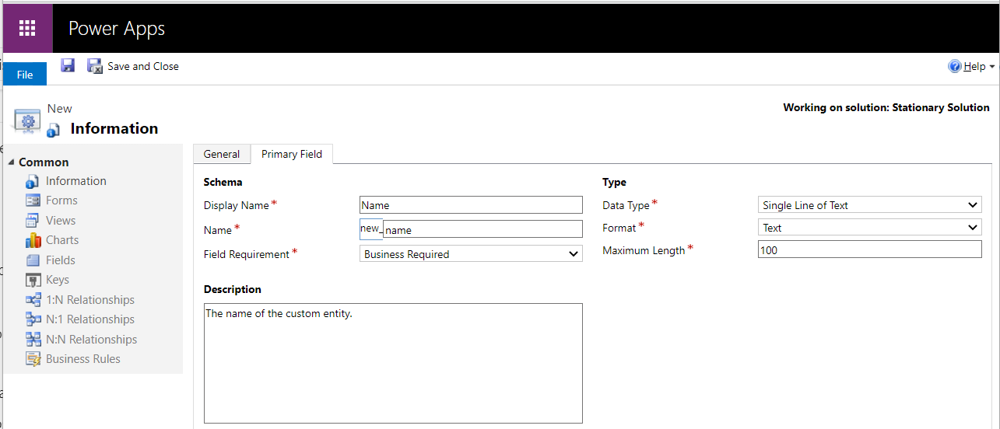 Power Apps
File
Save and Close
Help
New
Information
Working on solution: Stationary Solution
Common
Information
Forms
Views
Charts
Fields
Keys
1:N Relationships
N:1 Relationships
N:N Relationships
Business Rules
General
Primary Field
Schema
Display Name*
Name
Name*
new_
name
Field Requirement*
Business Required
Description
The name of the custom entity.
Type
Data Type*
Single Line of Text
Format*
Text
Maximum Length*
100